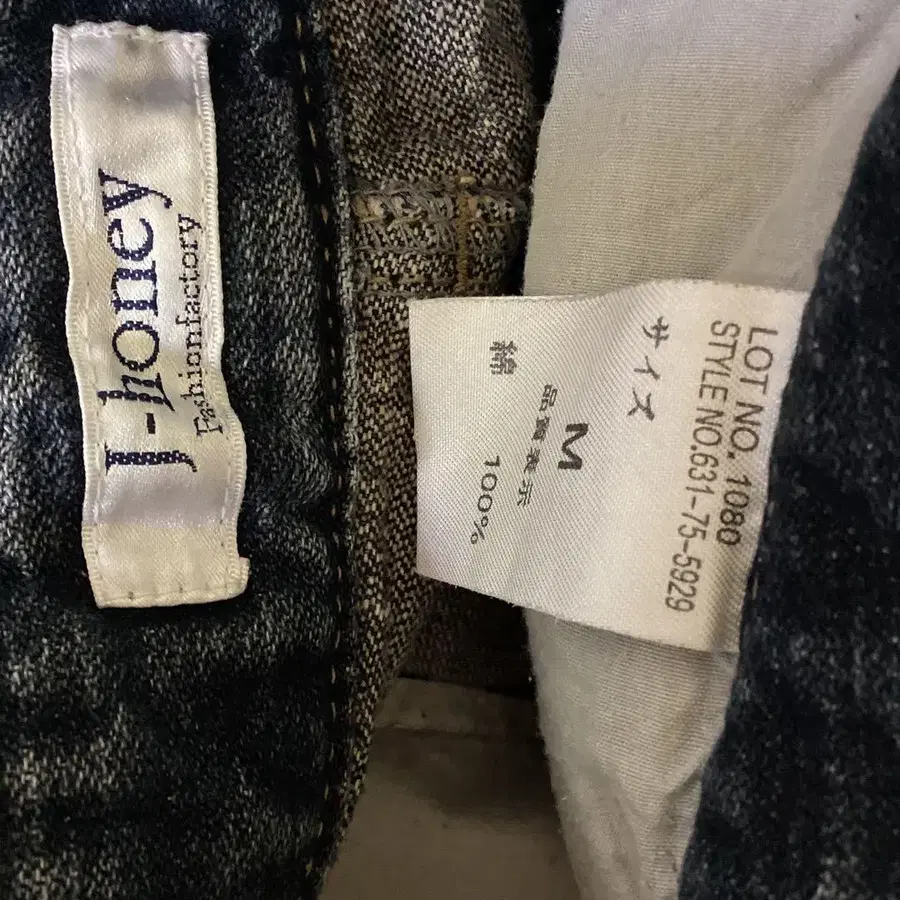 J-honey
Fashionfactory
LOT NO. 1080
STYLE NO.631-75-5929
サイズ
M
品質表示
綿 100%